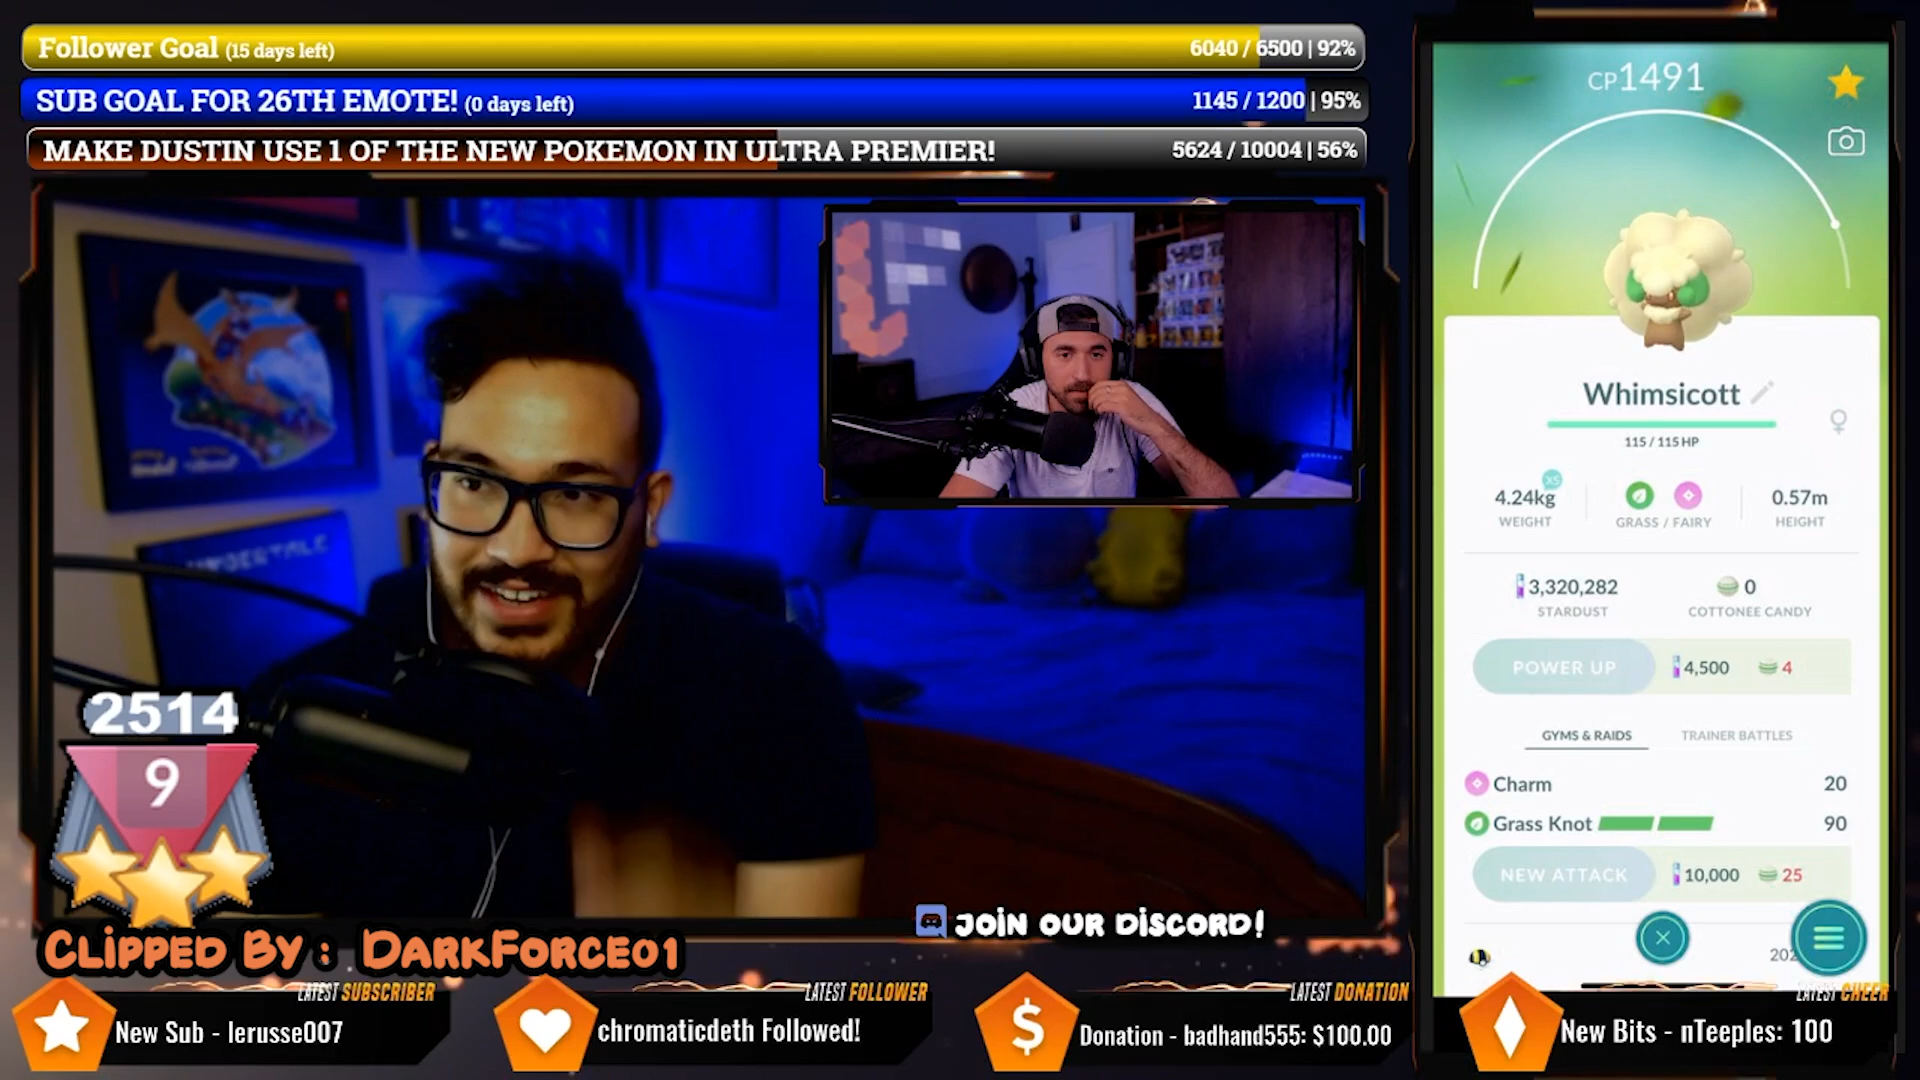 Follower Goal (15 days left) 6040 / 6500 | 92%
SUB GOAL FOR 26TH EMOTE! (0 days left) 1145 / 1200 | 95%
MAKE DUSTIN USE 1 OF THE NEW POKEMON IN ULTRA PREMIER! 5624 / 10004 | 56%
UNDERTALE
2514
9
CLIPPED BY : DARKFORCE01
JOIN OUR DISCORD!
CP1491
Whimsicott
115 / 115 HP
XS
4.24kg
WEIGHT
GRASS / FAIRY
0.57m
HEIGHT
3,320,282
STARDUST
0
COTTONEE CANDY
POWER UP 4,500 4
GYMS & RAIDS TRAINER BATTLES
Charm 20
Grass Knot 90
NEW ATTACK 10,000 25
LATEST SUBSCRIBER
New Sub - lerusse007
LATEST FOLLOWER
chromaticdeth Followed!
LATEST DONATION
Donation - badhand555: $100.00
LATEST CHEER
New Bits - nTeeples: 100